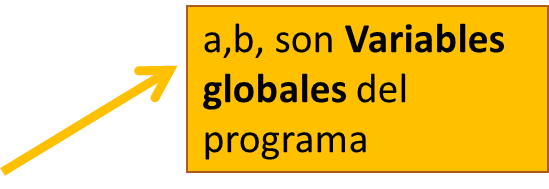 a,b, son Variables
globales del
programa